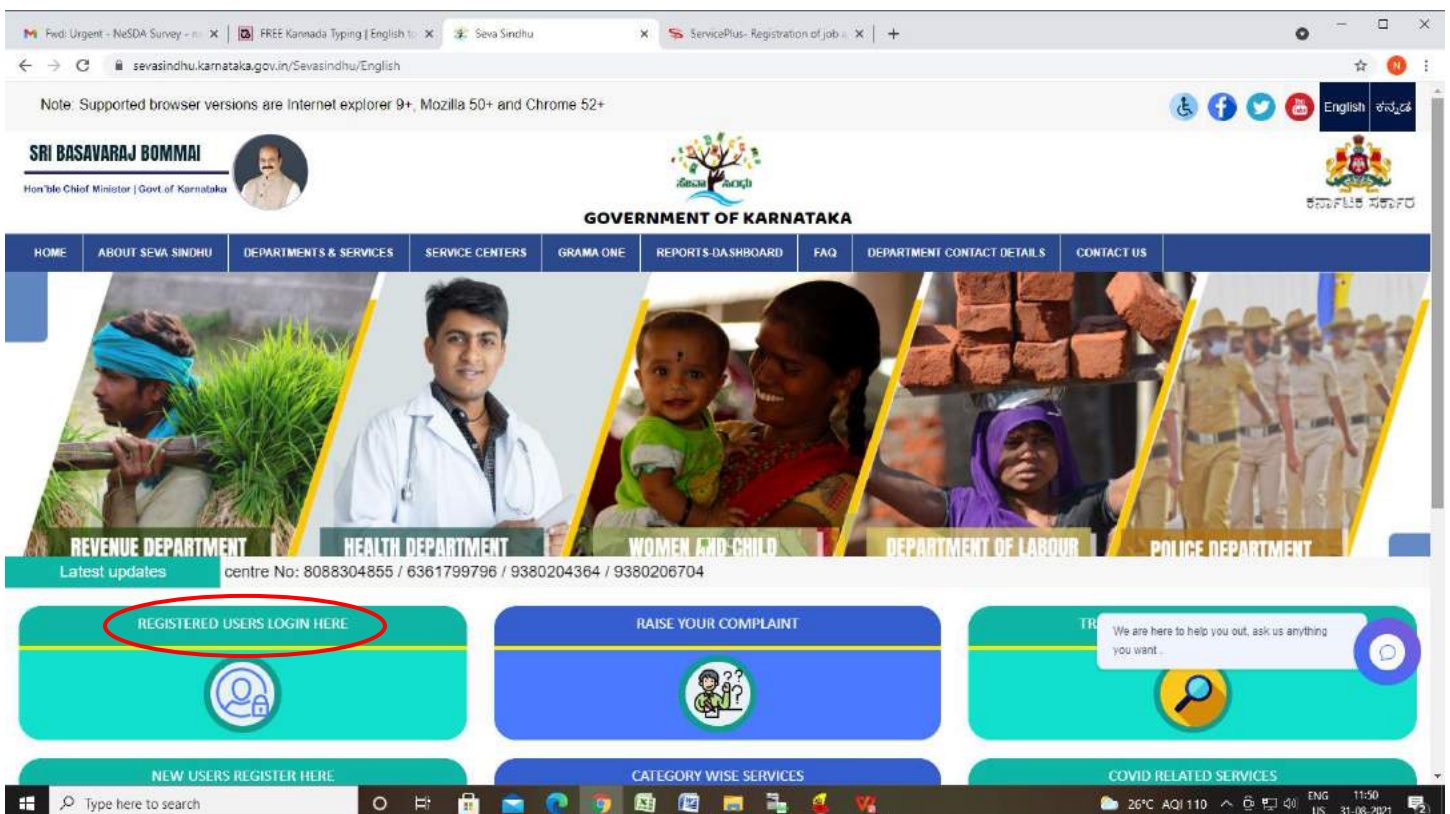 Fwd: Urgent - NeSDA Survey - n
FREE Kannada Typing | English to
Seva Sindhu
ServicePlus- Registration of job a
sevasindhu.karnataka.gov.in/Sevasindhu/English
N
Note: Supported browser versions are Internet explorer 9+, Mozilla 50+ and Chrome 52+
English
ಕನ್ನಡ
SRI BASAVARAJ BOMMAI
Hon'ble Chief Minister | Govt.of Karnataka
ಸೇವಾ ಸಿಂಧು
GOVERNMENT OF KARNATAKA
ಕರ್ನಾಟಕ ಸರ್ಕಾರ
HOME ABOUT SEVA SINDHU DEPARTMENTS & SERVICES SERVICE CENTERS GRAMA ONE REPORTS-DASHBOARD FAQ DEPARTMENT CONTACT DETAILS CONTACT US
REVENUE DEPARTMENT
HEALTH DEPARTMENT
WOMEN AND CHILD
DEPARTMENT OF LABOUR
POLICE DEPARTMENT
Latest updates centre No: 8088304855 / 6361799796 / 9380204364 / 9380206704
REGISTERED USERS LOGIN HERE
RAISE YOUR COMPLAINT
TR
We are here to help you out, ask us anything
you want ..
NEW USERS REGISTER HERE
CATEGORY WISE SERVICES
COVID RELATED SERVICES
Type here to search
26°C AQI 110
ENG
US
11:50
31-08-2021